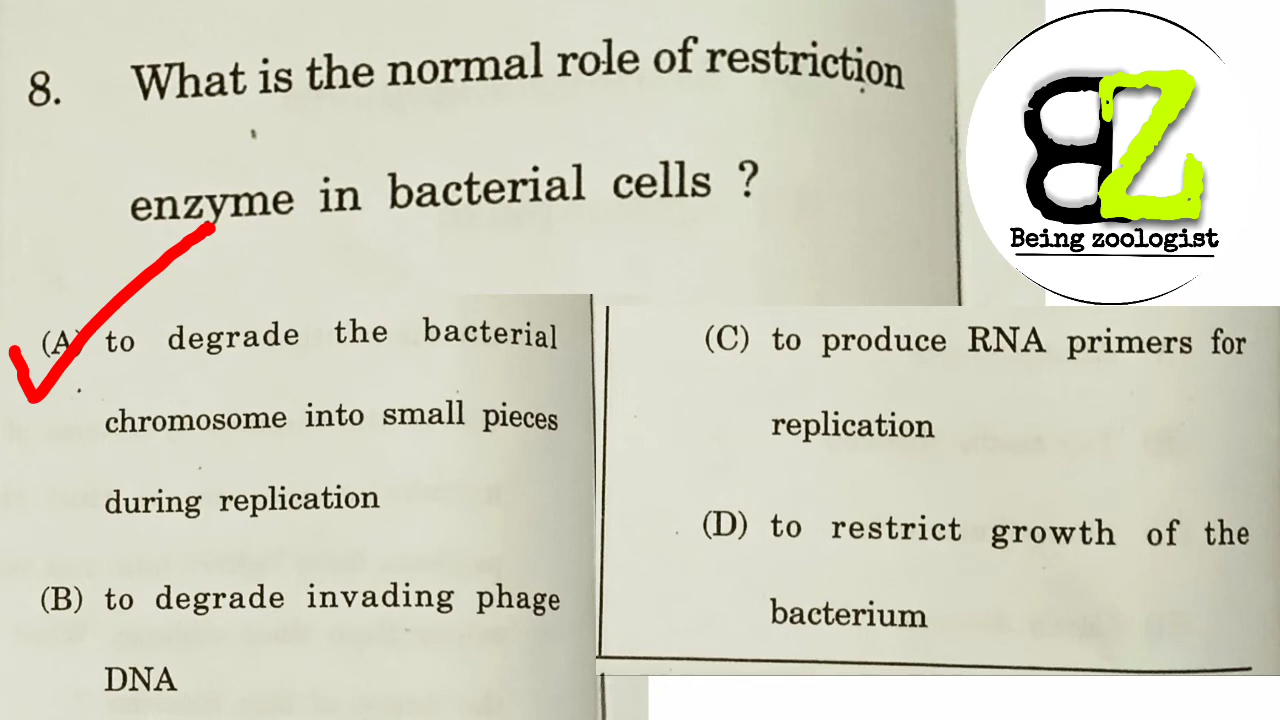 8. What is the normal role of restriction
enzyme in bacterial cells ?
(A) to degrade the bacterial
chromosome into small pieces
during replication
(B) to degrade invading phage
DNA
(C) to produce RNA primers for
replication
(D) to restrict growth of the
bacterium
BZ
Being zoologist